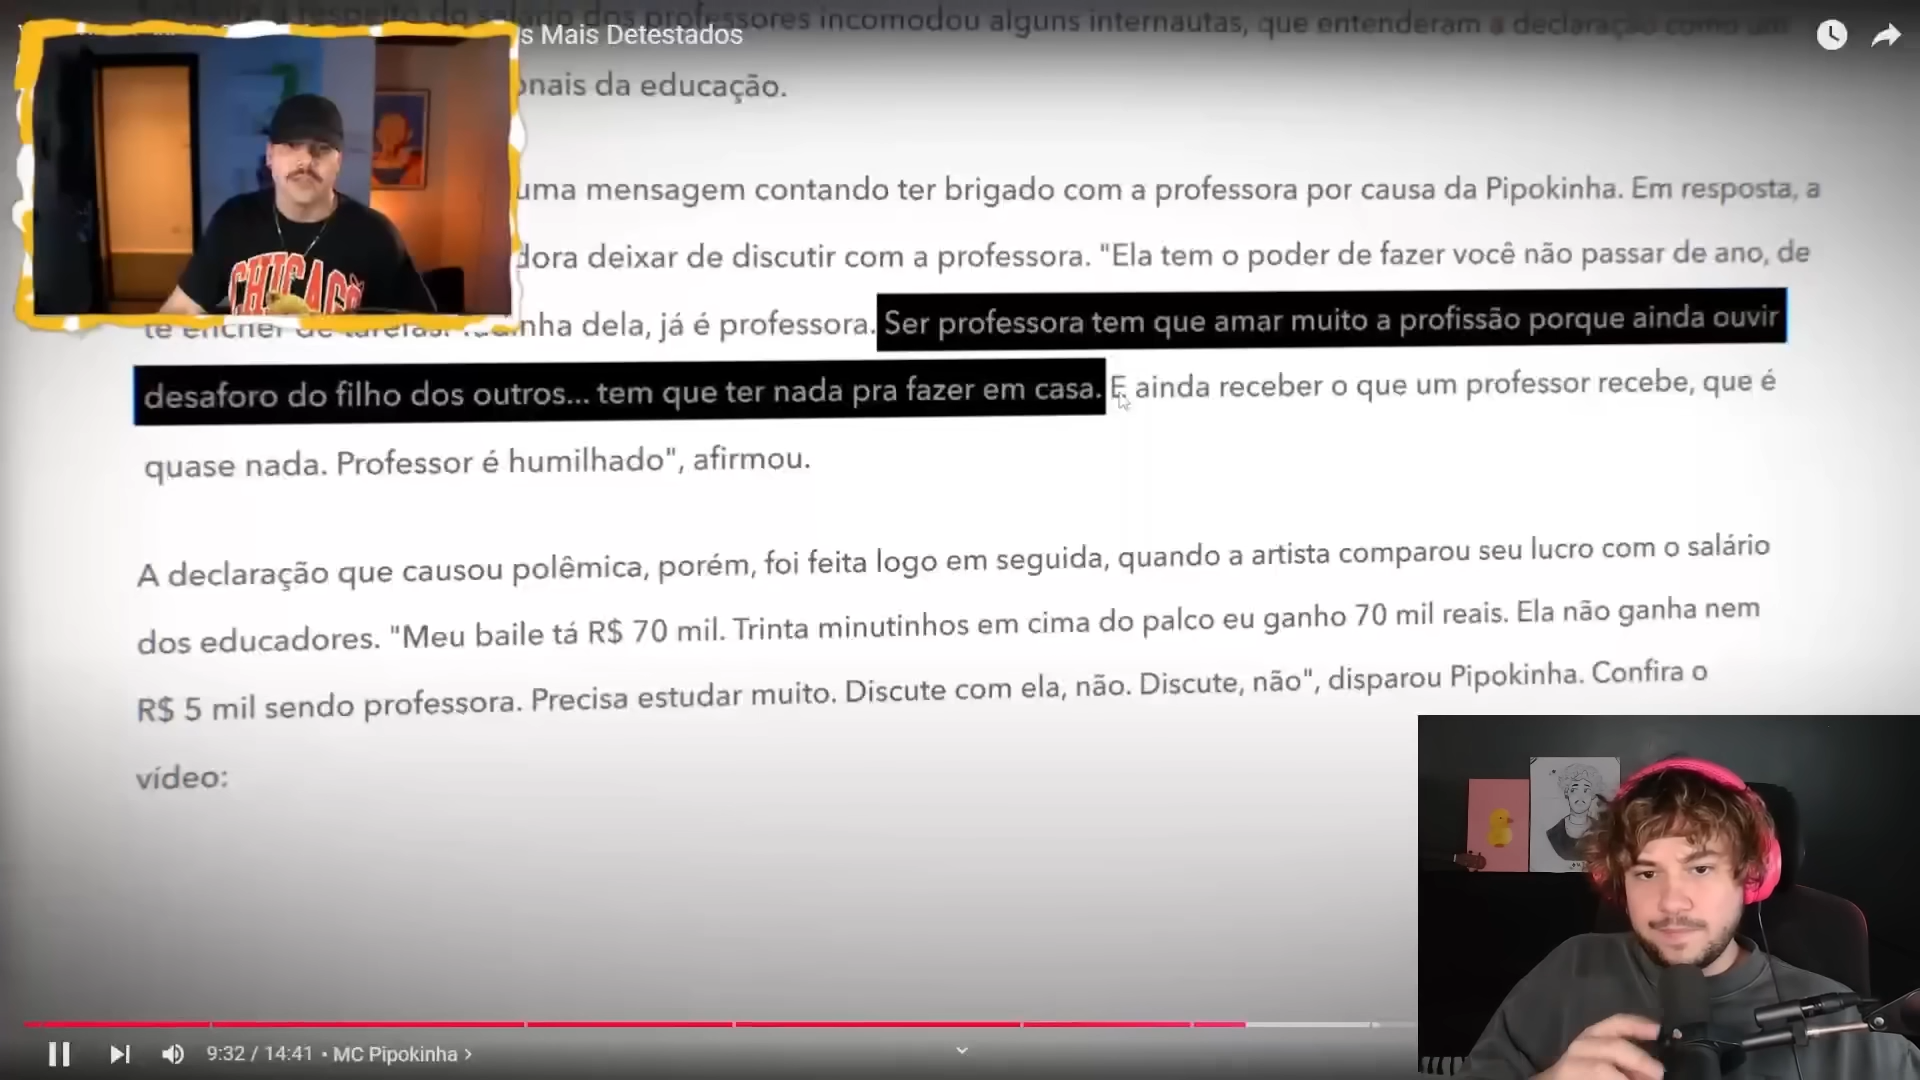 a respeito do salário dos professores incomodou alguns internautas, que entenderam a declaração como um
s Mais Detestados
onais da educação.
uma mensagem contando ter brigado com a professora por causa da Pipokinha. Em resposta, a
dora deixar de discutir com a professora. "Ela tem o poder de fazer você não passar de ano, de
te encher de tarefas. nha dela, já é professora. Ser professora tem que amar muito a profissão porque ainda ouvir
desaforo do filho dos outros... tem que ter nada pra fazer em casa. E ainda receber o que um professor recebe, que é
quase nada. Professor é humilhado", afirmou.
A declaração que causou polêmica, porém, foi feita logo em seguida, quando a artista comparou seu lucro com o salário
dos educadores. "Meu baile tá R$ 70 mil. Trinta minutinhos em cima do palco eu ganho 70 mil reais. Ela não ganha nem
R$ 5 mil sendo professora. Precisa estudar muito. Discute com ela, não. Discute, não", disparou Pipokinha. Confira o
vídeo:
CHICAGO
9:32 / 14:41 • MC Pipokinha ›